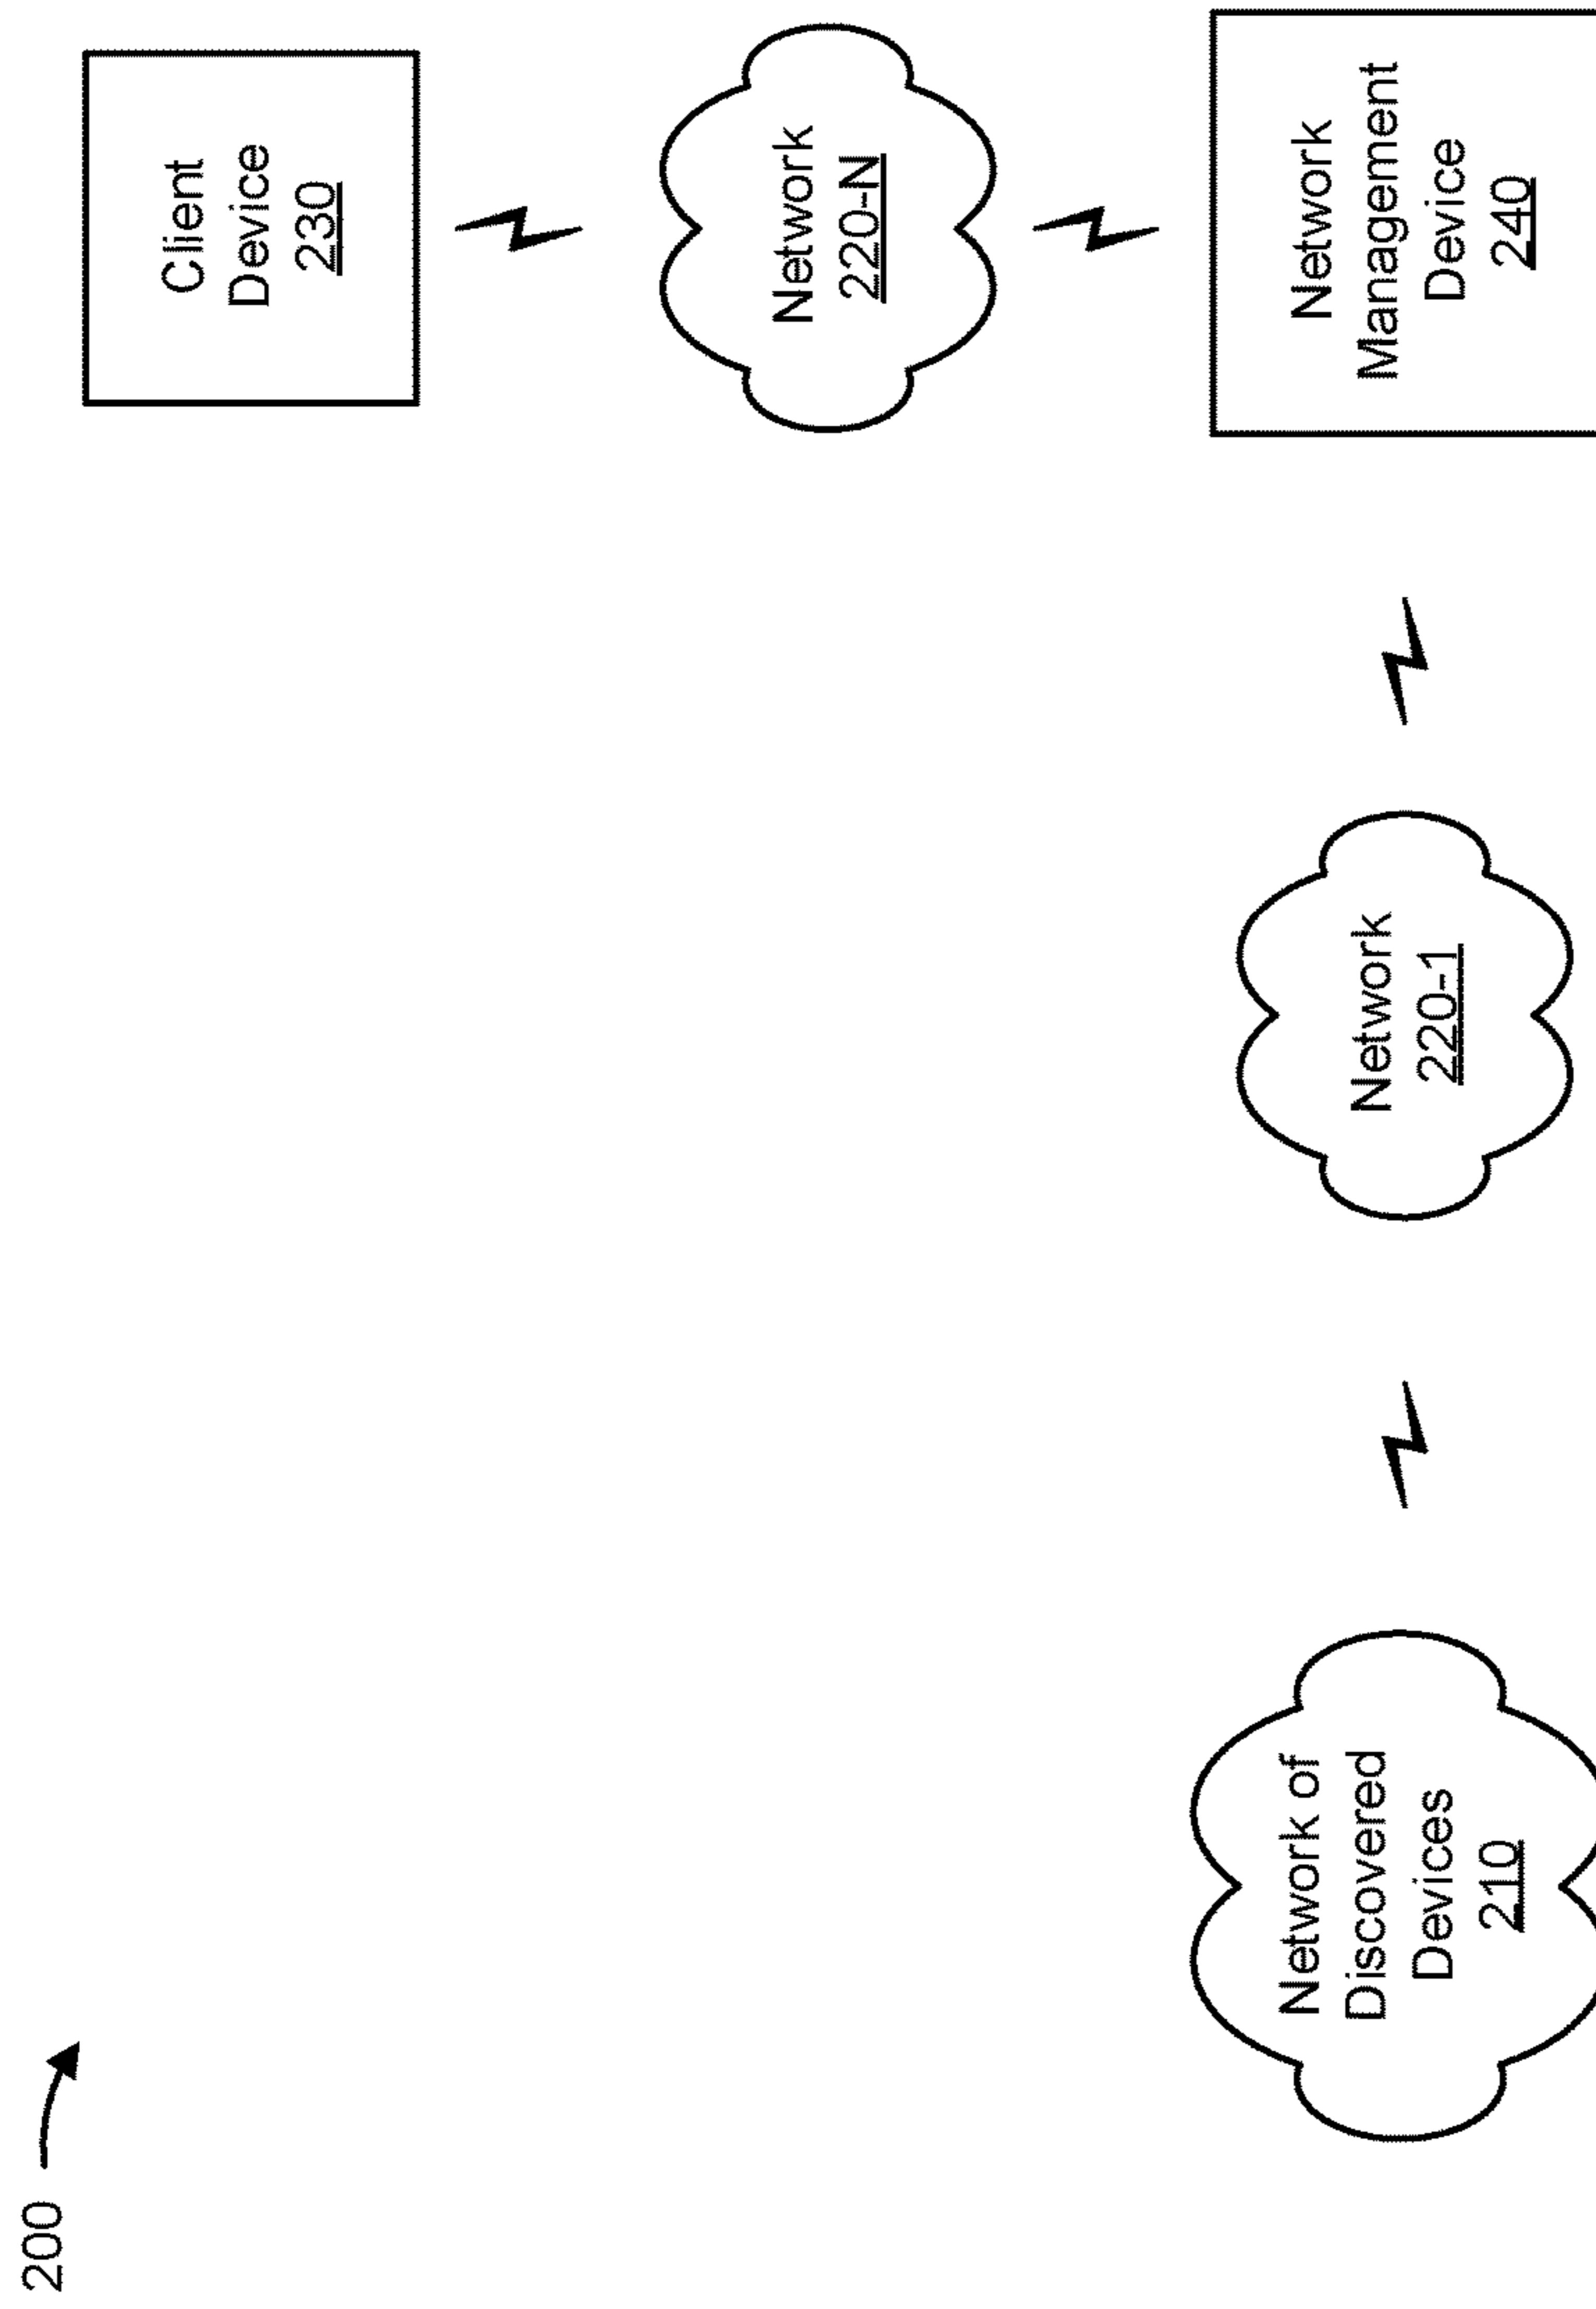 200
Client
Device
230
Network
220-N
Network of
Discovered
Devices
210
Network
220-1
Network
Management
Device
240